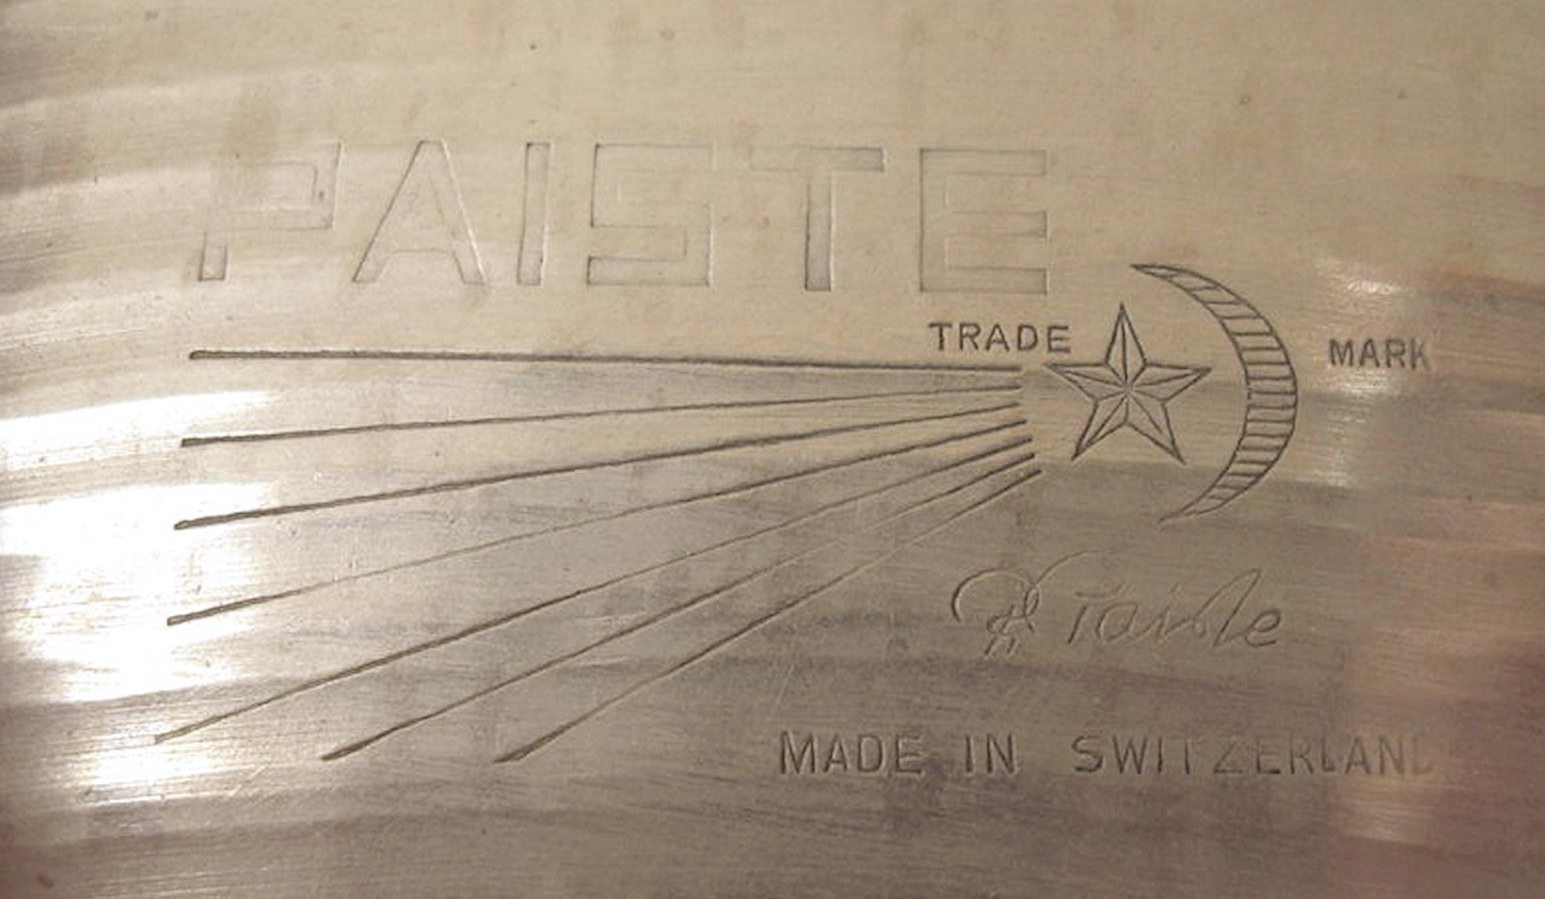 PAISTE
TRADE MARK
R Paiste
MADE IN SWITZERLAND